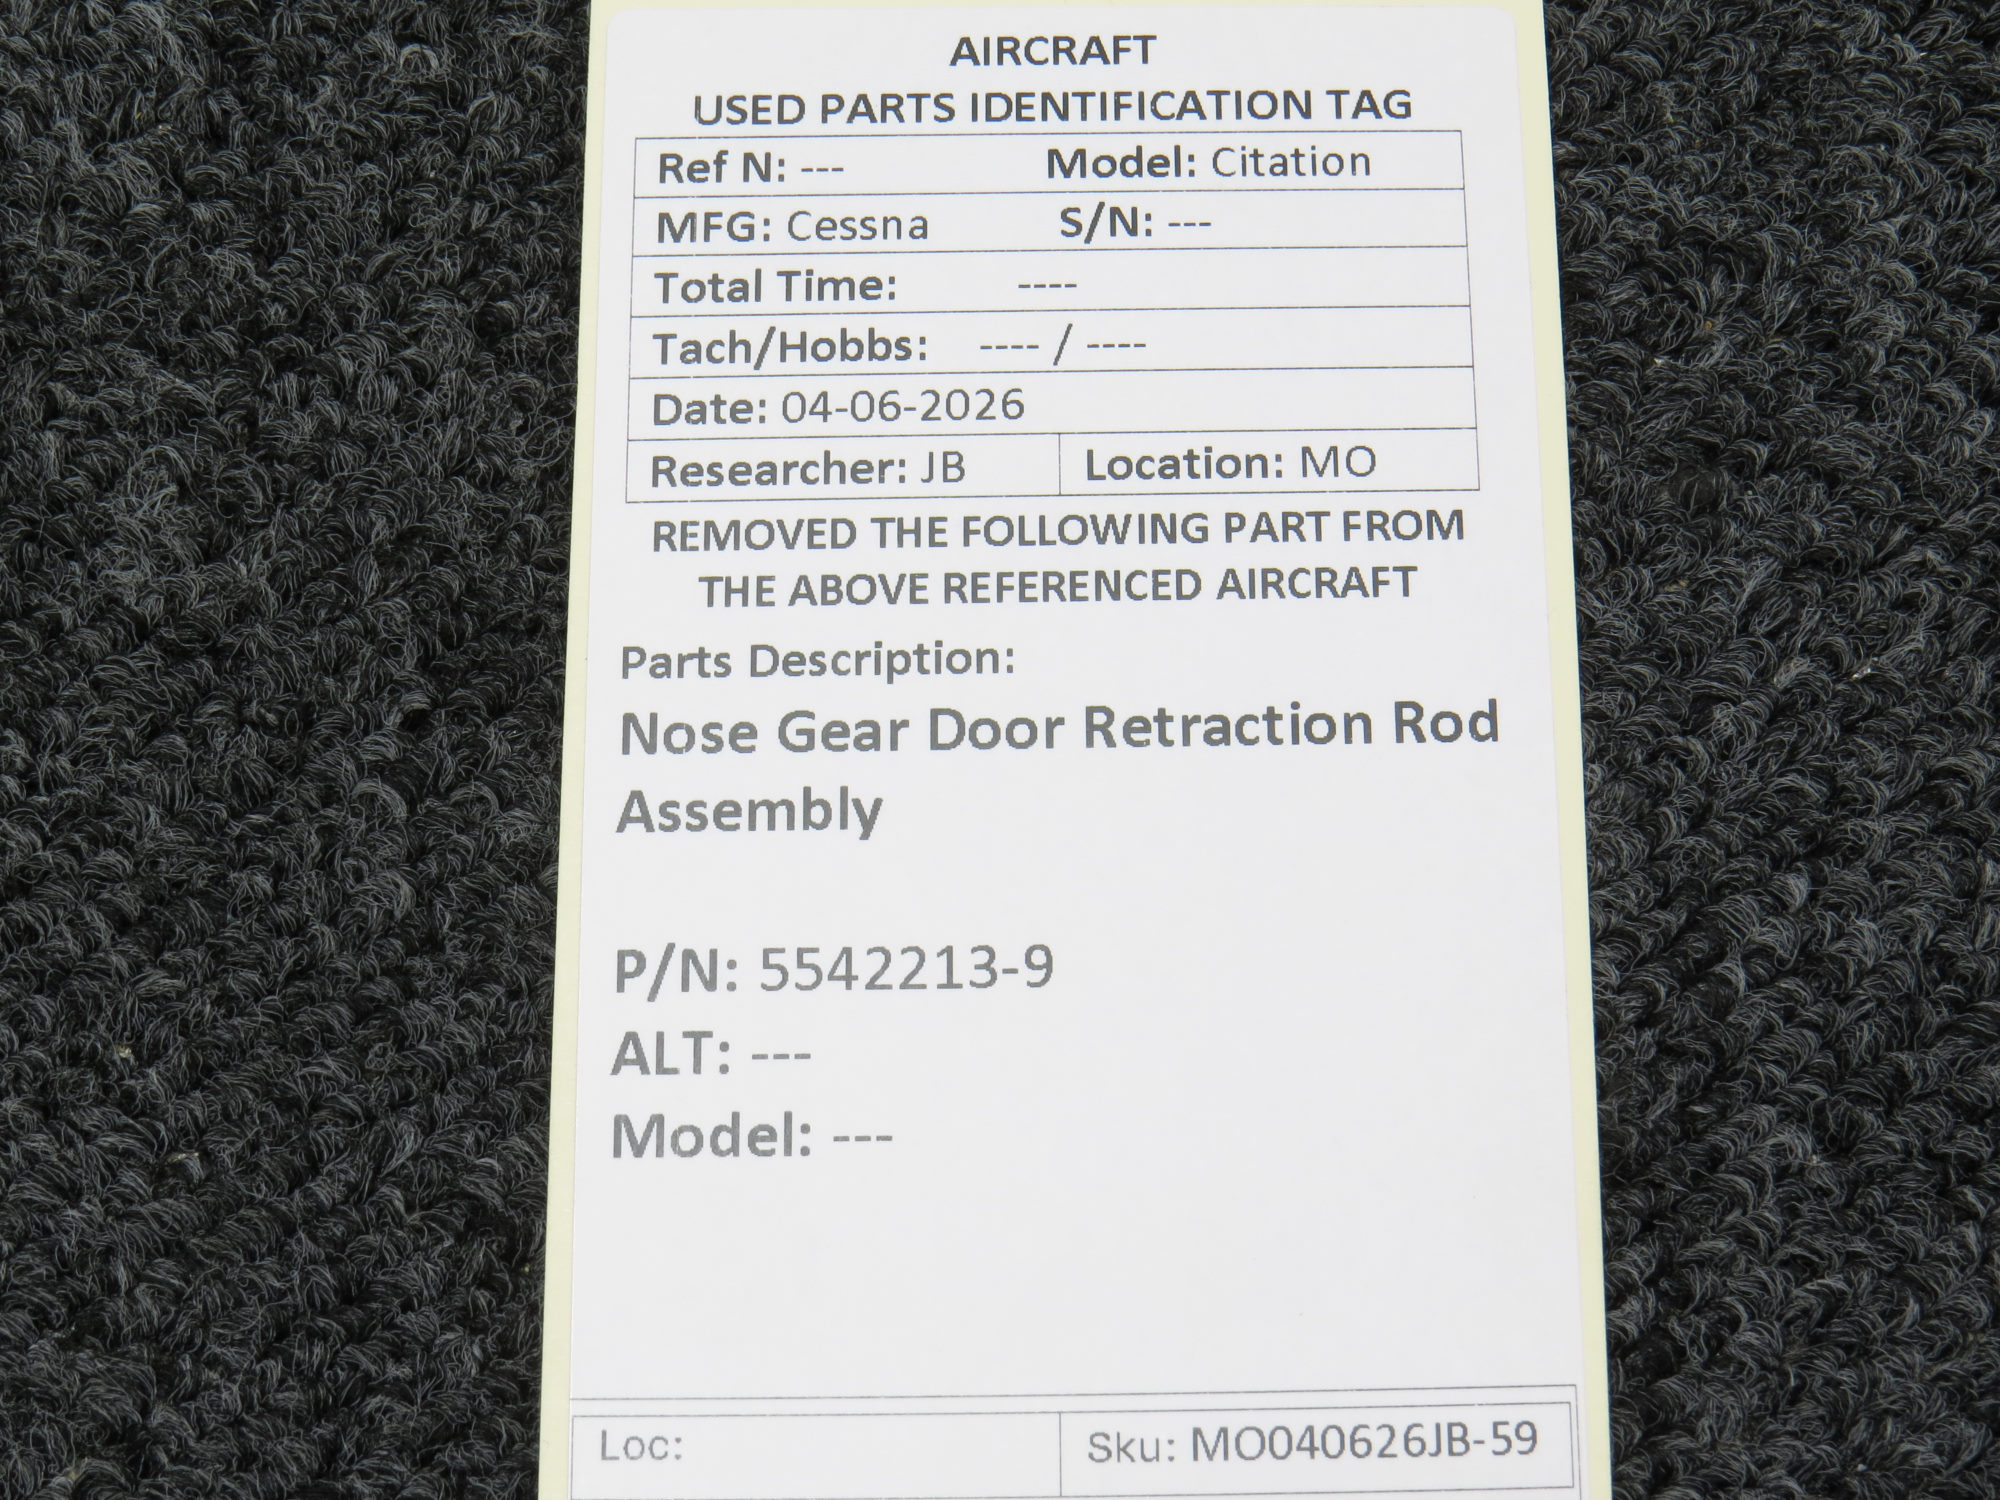 AIRCRAFT
USED PARTS IDENTIFICATION TAG
Ref N: --- Model: Citation
MFG: Cessna S/N: ---
Total Time: ----
Tach/Hobbs: ---- / ----
Date: 04-06-2026
Researcher: JB Location: MO
REMOVED THE FOLLOWING PART FROM
THE ABOVE REFERENCED AIRCRAFT
Parts Description:
Nose Gear Door Retraction Rod
Assembly
P/N: 5542213-9
ALT: ---
Model: ---
Loc: Sku: MO040626JB-59